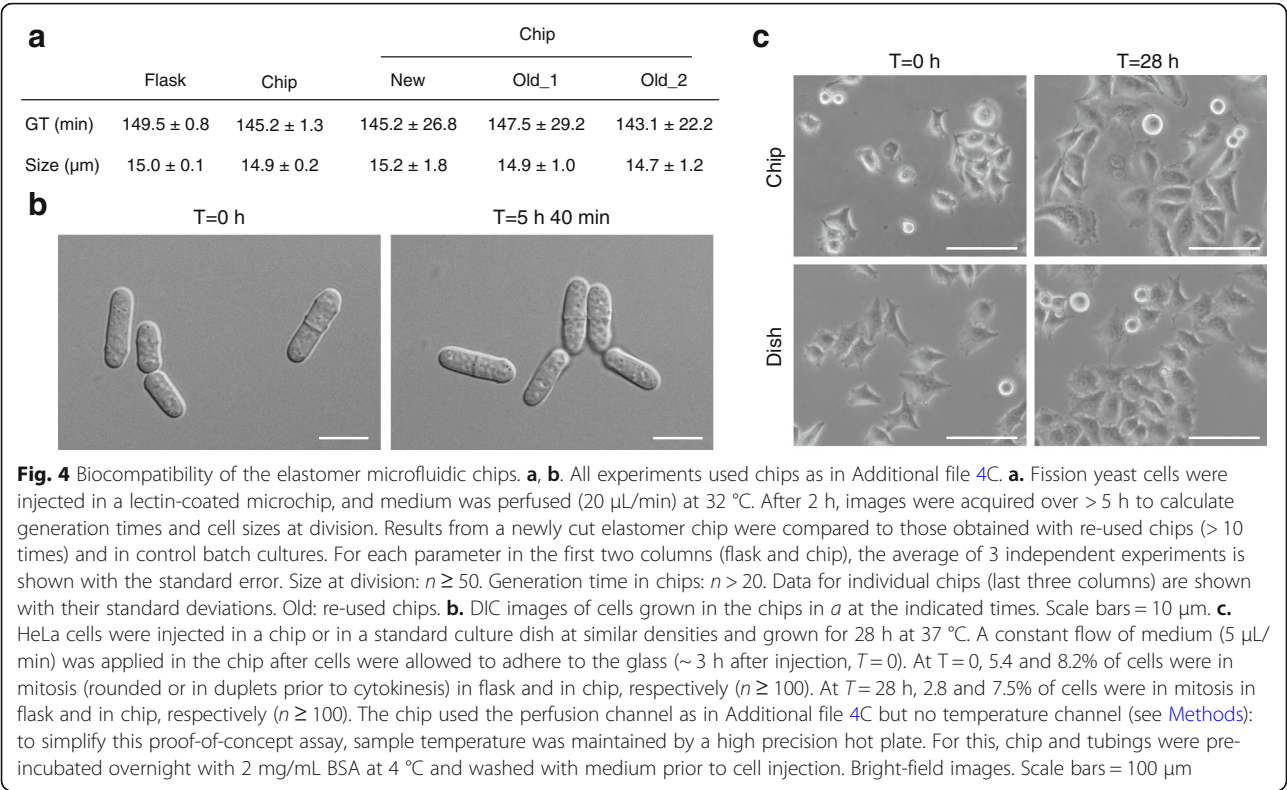 a
Chip
Flask Chip New Old_1 Old_2
GT (min) 149.5 ± 0.8 145.2 ± 1.3 145.2 ± 26.8 147.5 ± 29.2 143.1 ± 22.2
Size (µm) 15.0 ± 0.1 14.9 ± 0.2 15.2 ± 1.8 14.9 ± 1.0 14.7 ± 1.2
b
T=0 h T=5 h 40 min
c
T=0 h T=28 h
Chip
Dish
Fig. 4 Biocompatibility of the elastomer microfluidic chips. a, b. All experiments used chips as in Additional file 4C. a. Fission yeast cells were
injected in a lectin-coated microchip, and medium was perfused (20 µL/min) at 32 °C. After 2 h, images were acquired over > 5 h to calculate
generation times and cell sizes at division. Results from a newly cut elastomer chip were compared to those obtained with re-used chips (> 10
times) and in control batch cultures. For each parameter in the first two columns (flask and chip), the average of 3 independent experiments is
shown with the standard error. Size at division: n ≥ 50. Generation time in chips: n > 20. Data for individual chips (last three columns) are shown
with their standard deviations. Old: re-used chips. b. DIC images of cells grown in the chips in a at the indicated times. Scale bars = 10 µm. c.
HeLa cells were injected in a chip or in a standard culture dish at similar densities and grown for 28 h at 37 °C. A constant flow of medium (5 µL/
min) was applied in the chip after cells were allowed to adhere to the glass (~ 3 h after injection, T = 0). At T = 0, 5.4 and 8.2% of cells were in
mitosis (rounded or in duplets prior to cytokinesis) in flask and in chip, respectively (n ≥ 100). At T = 28 h, 2.8 and 7.5% of cells were in mitosis in
flask and in chip, respectively (n ≥ 100). The chip used the perfusion channel as in Additional file 4C but no temperature channel (see Methods):
to simplify this proof-of-concept assay, sample temperature was maintained by a high precision hot plate. For this, chip and tubings were pre-
incubated overnight with 2 mg/mL BSA at 4 °C and washed with medium prior to cell injection. Bright-field images. Scale bars = 100 µm